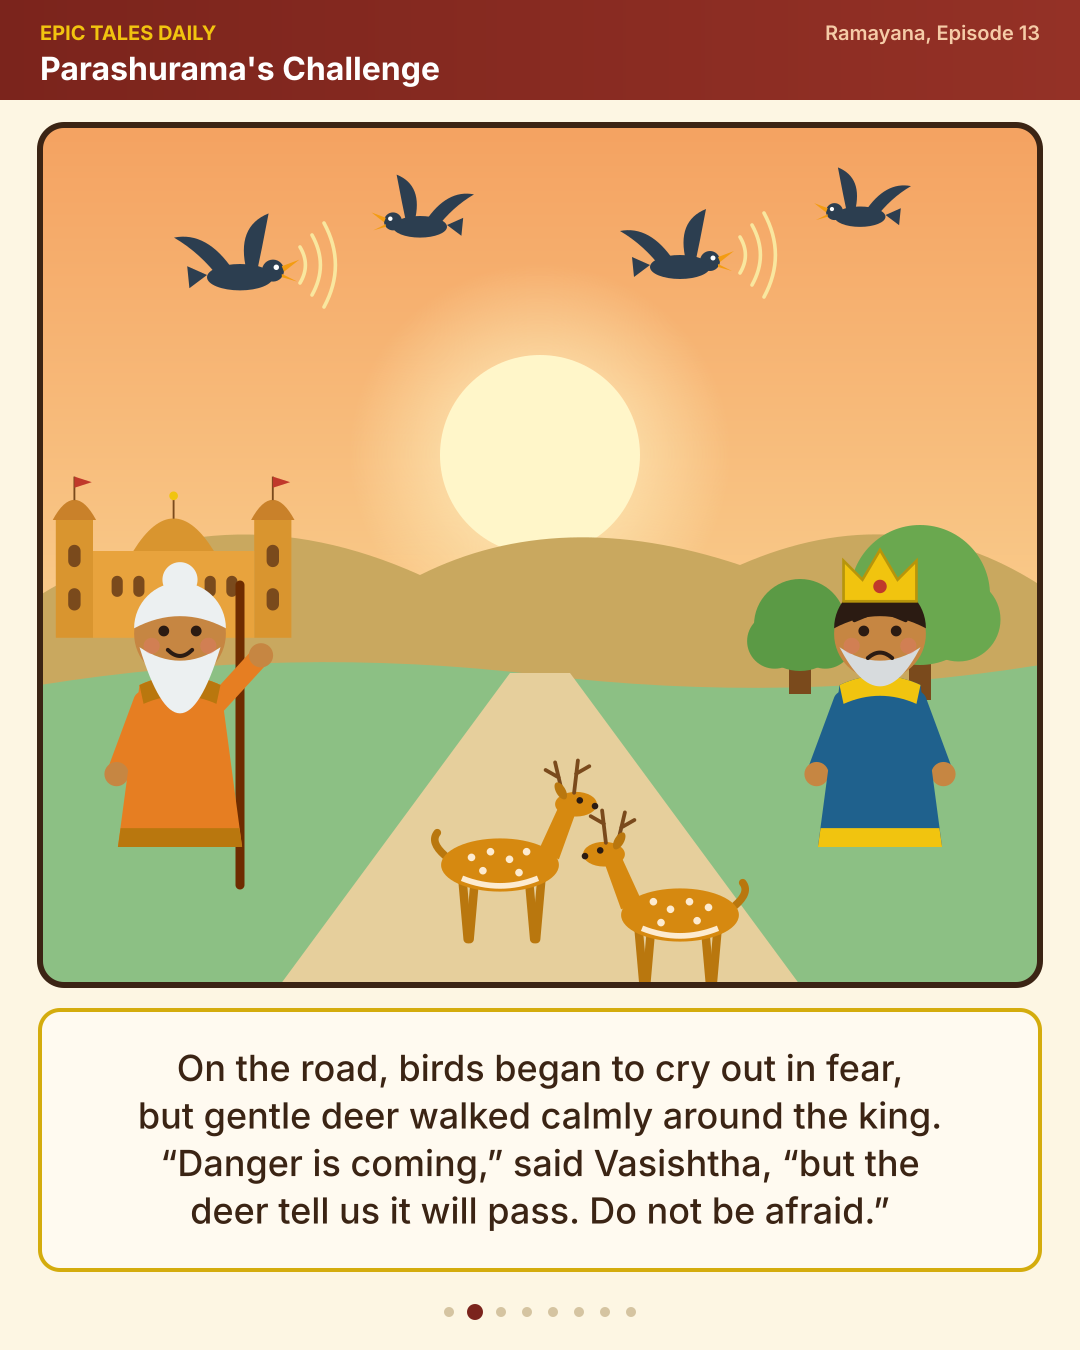 EPIC TALES DAILY
Ramayana, Episode 13
Parashurama's Challenge
On the road, birds began to cry out in fear,
but gentle deer walked calmly around the king.
“Danger is coming,” said Vasishtha, “but the
deer tell us it will pass. Do not be afraid.”